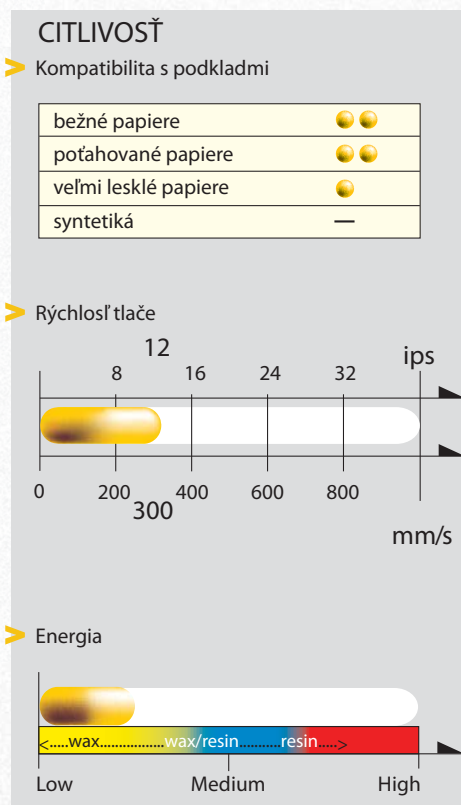 CITLIVOSŤ
> Kompatibilita s podkladmi
bežné papiere
poťahované papiere
veľmi lesklé papiere
syntetiká —
> Rýchlosľ tlače
12 ips
8 16 24 32
0 200 400 600 800
300
mm/s
> Energia
<.....wax................wax/resin..........resin.....>
Low Medium High